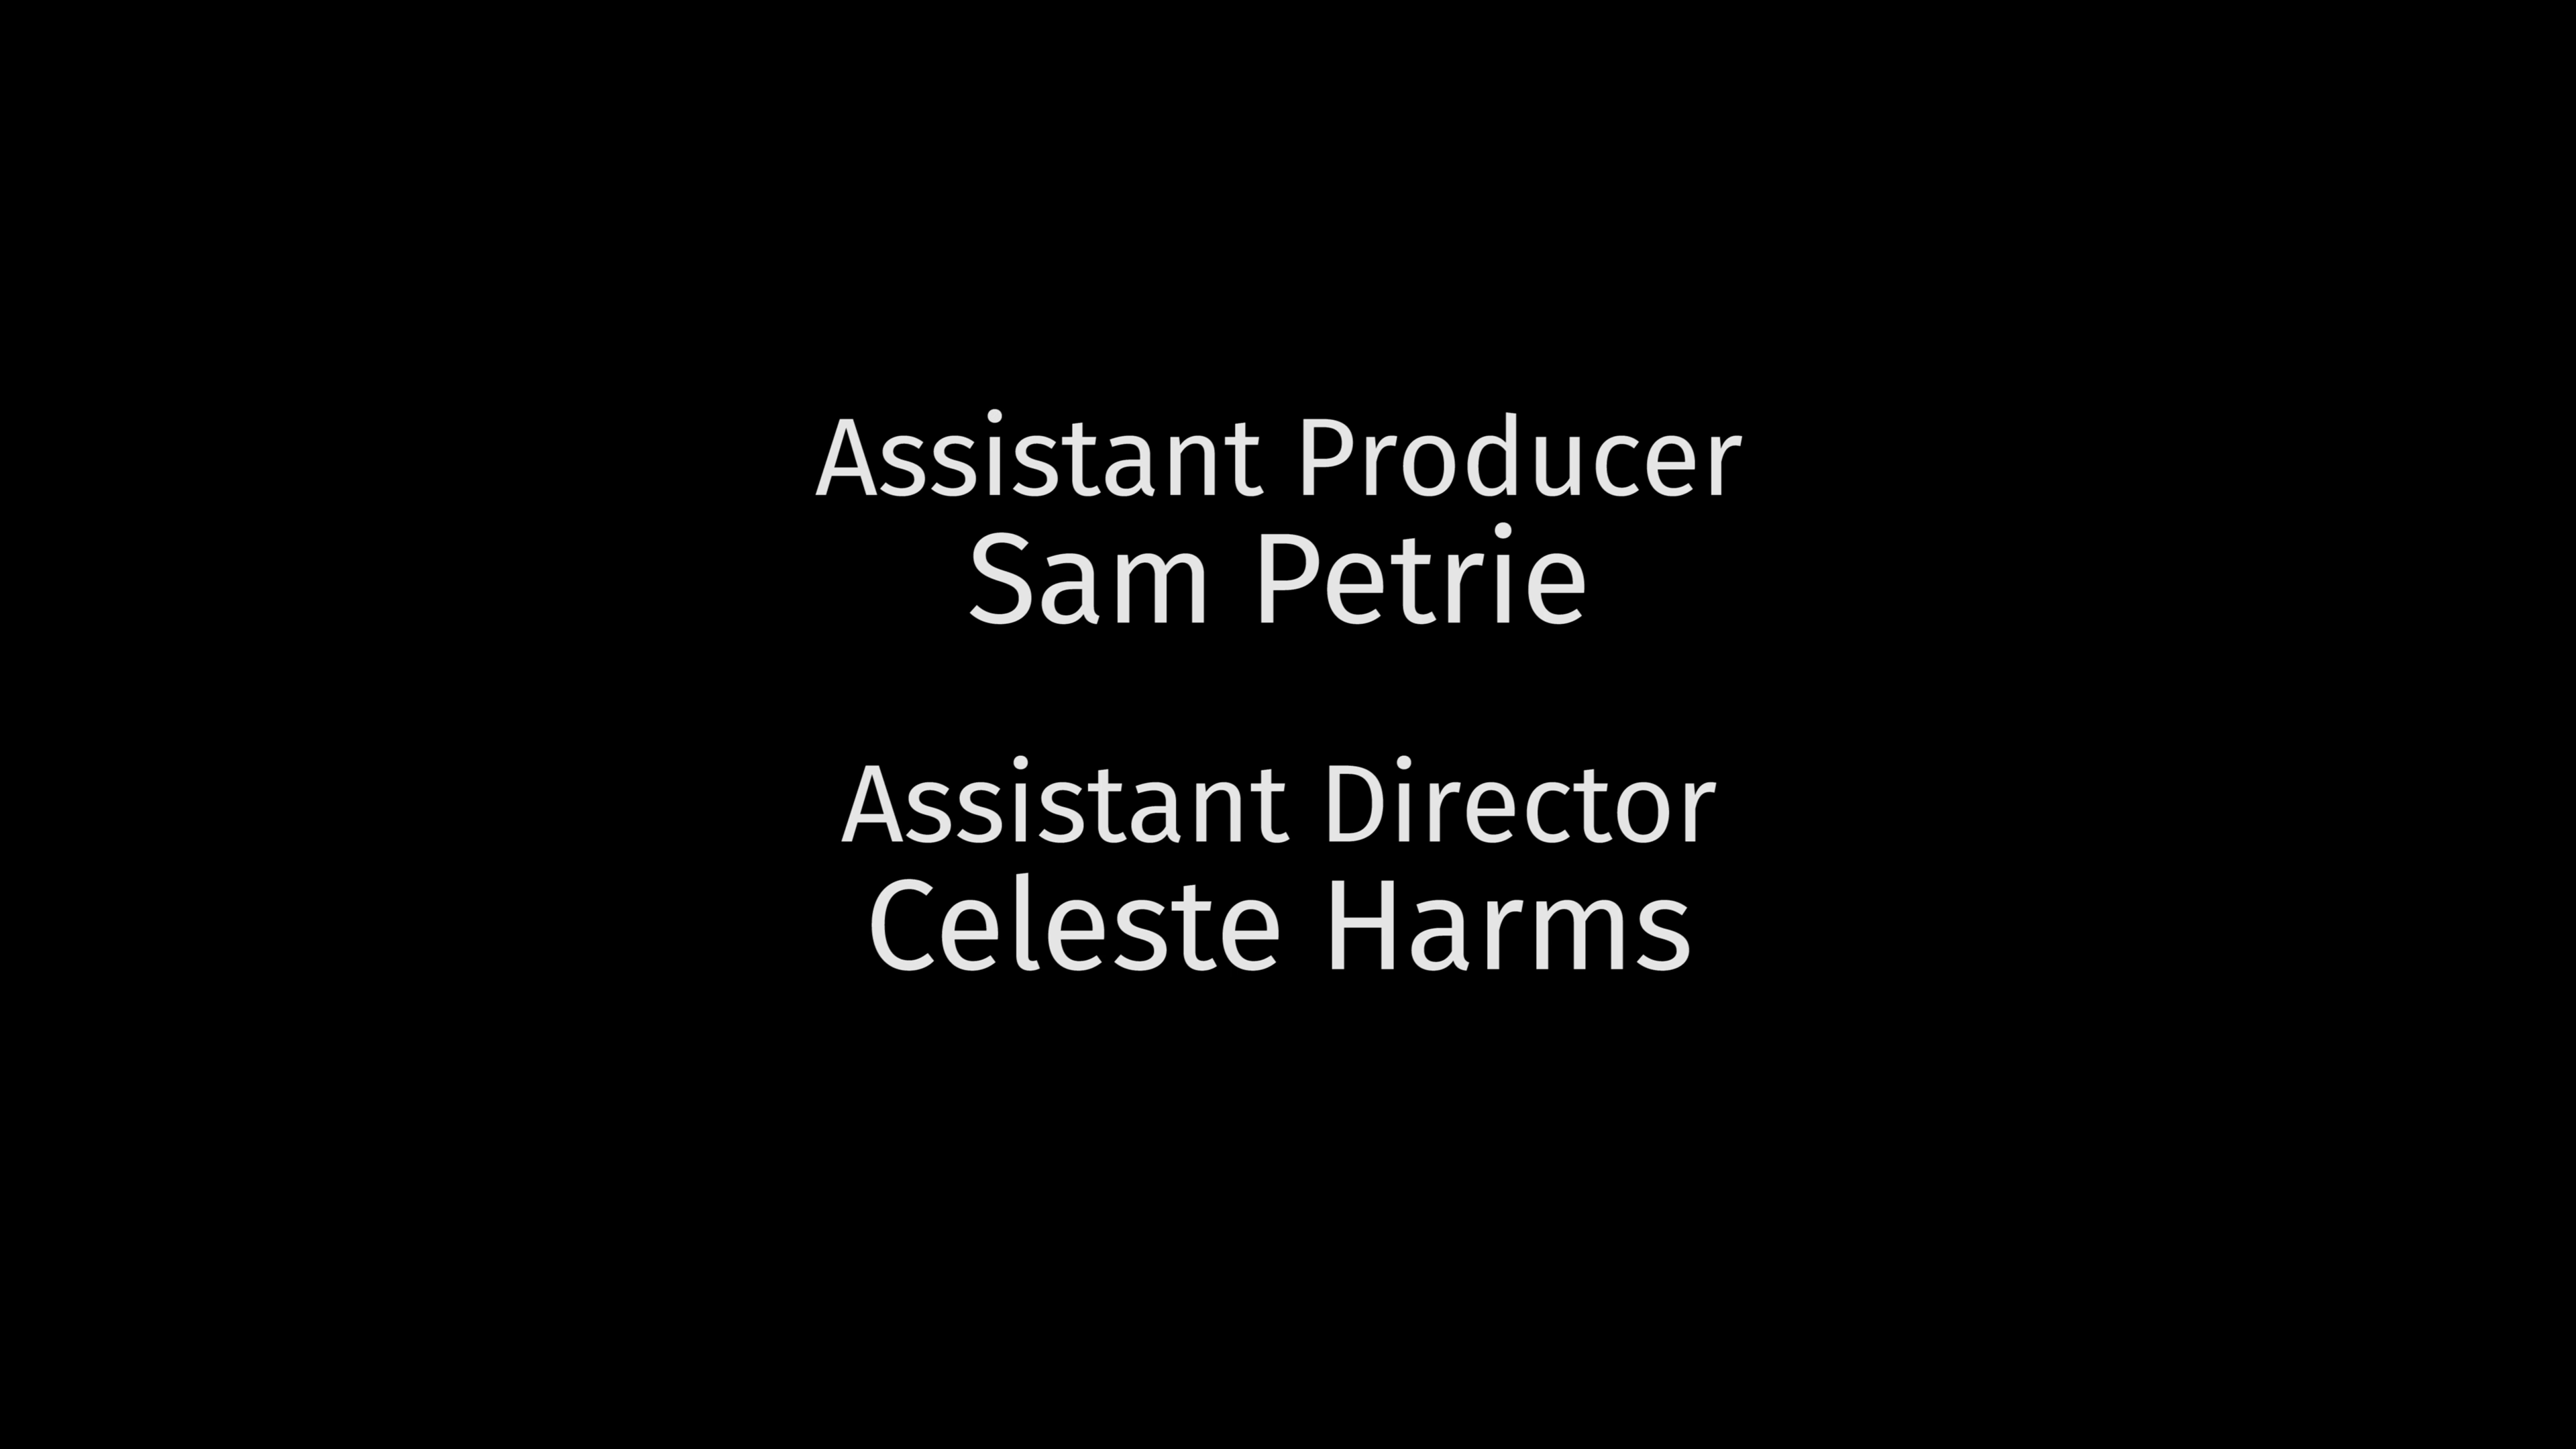 Assistant Producer
Sam Petrie
Assistant Director
Celeste Harms